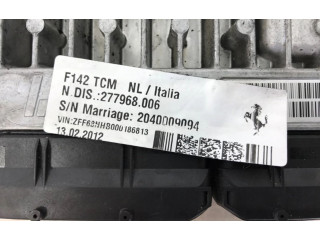 F142 TCM NL / Italia
N.DIS.:277968.006
S/N Marriage: 2040009094
13.02.2012